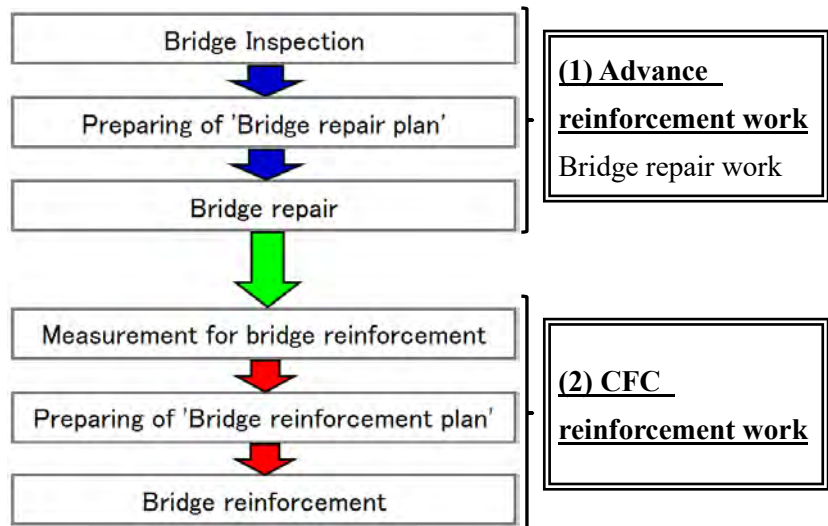 Bridge Inspection
Preparing of 'Bridge repair plan'
Bridge repair
(1) Advance
reinforcement work
Bridge repair work
Measurement for bridge reinforcement
Preparing of 'Bridge reinforcement plan'
Bridge reinforcement
(2) CFC
reinforcement work